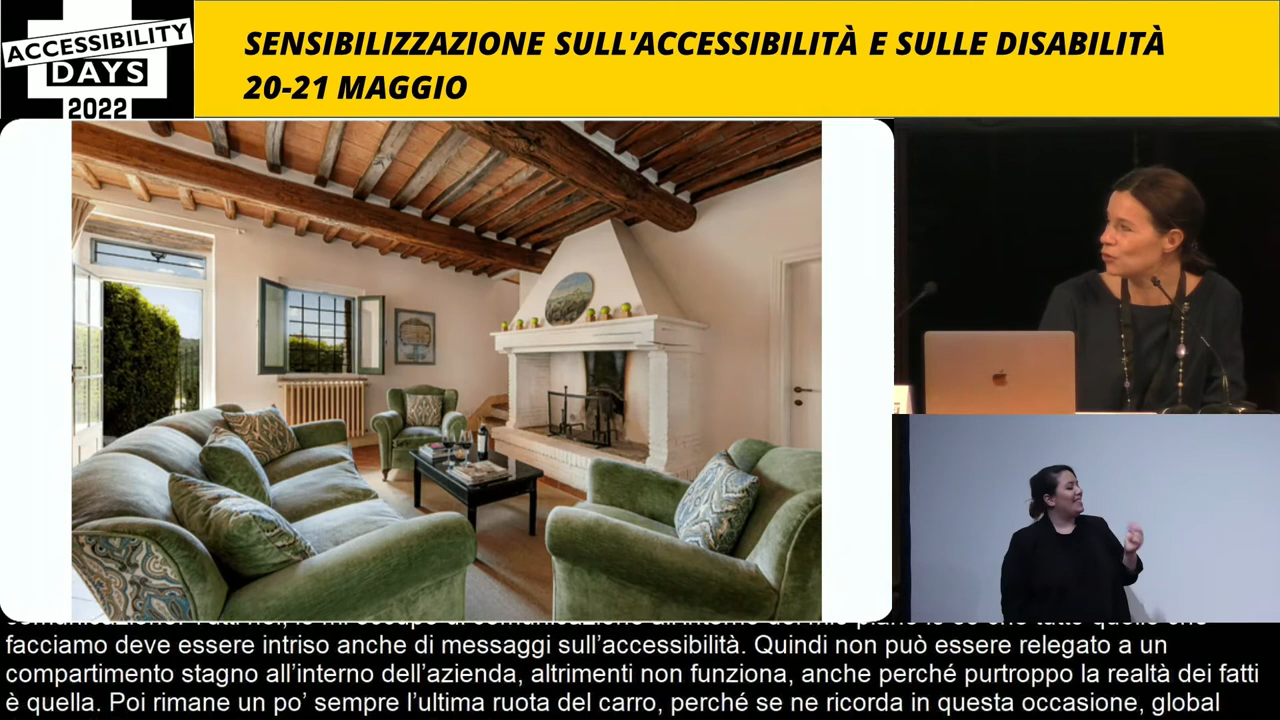 ACCESSIBILITY
DAYS
2022
SENSIBILIZZAZIONE SULL'ACCESSIBILITÀ E SULLE DISABILITÀ
20-21 MAGGIO
facciamo deve essere intriso anche di messaggi sull’accessibilità. Quindi non può essere relegato a un
compartimento stagno all’interno dell’azienda, altrimenti non funziona, anche perché purtroppo la realtà dei fatti
è quella. Poi rimane un po’ sempre l’ultima ruota del carro, perché se ne ricorda in questa occasione, global